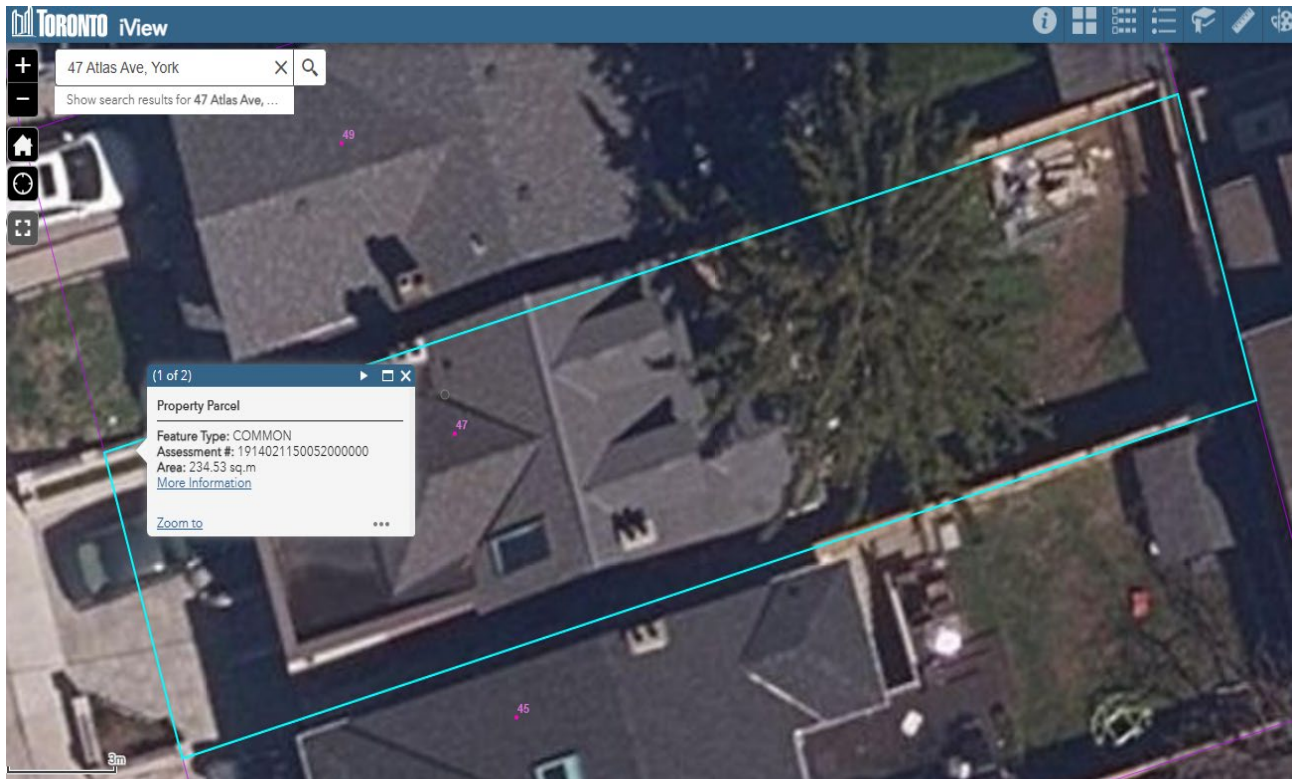 TORONTO iView
47 Atlas Ave, York
Show search results for 47 Atlas Ave, ...
49
(1 of 2)
Property Parcel
Feature Type: COMMON
Assessment #: 1914021150052000000
Area: 234.53 sq.m
More Information
Zoom to
47
45
3m